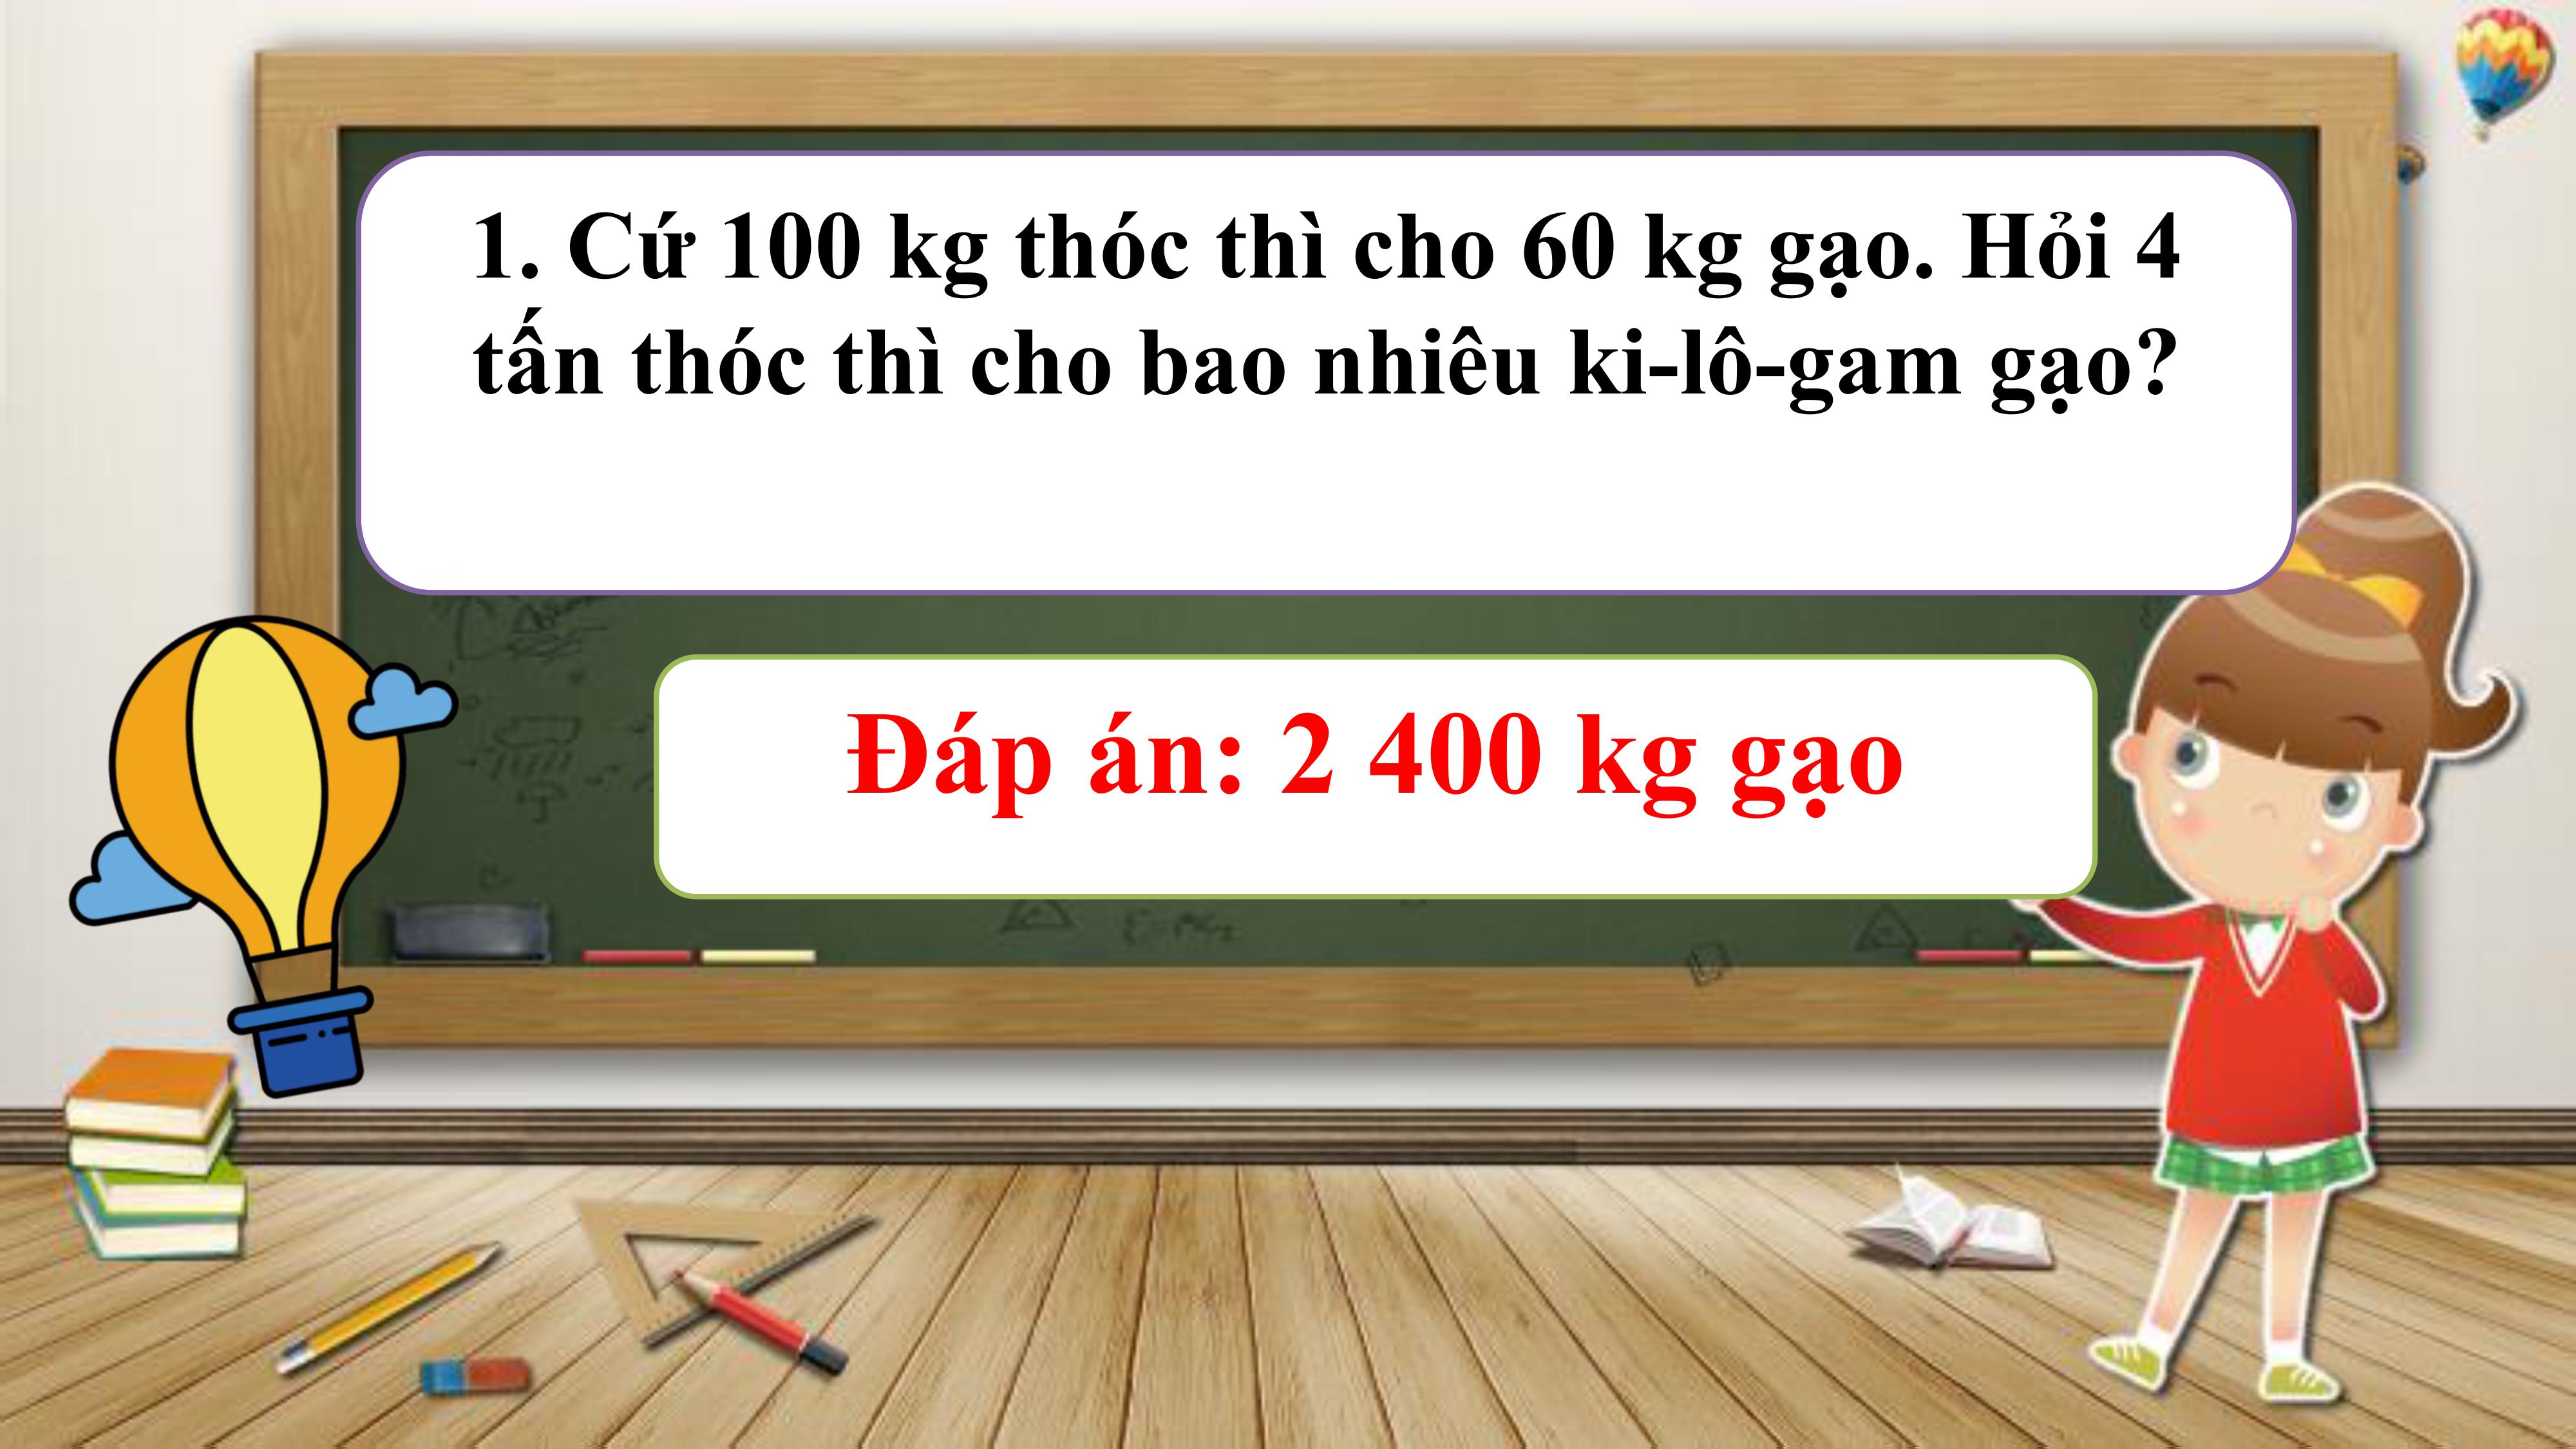 1. Cứ 100 kg thóc thì cho 60 kg gạo. Hỏi 4
tấn thóc thì cho bao nhiêu ki-lô-gam gạo?
Đáp án: 2 400 kg gạo